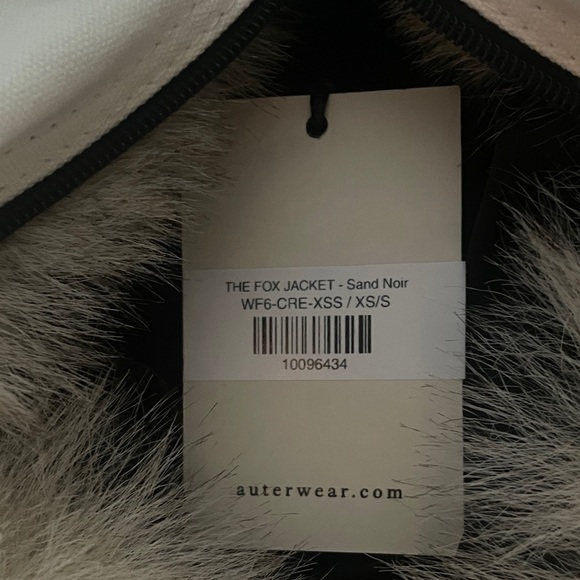 THE FOX JACKET - Sand Noir
WF6-CRE-XSS / XS/S
10096434
auterwear.com